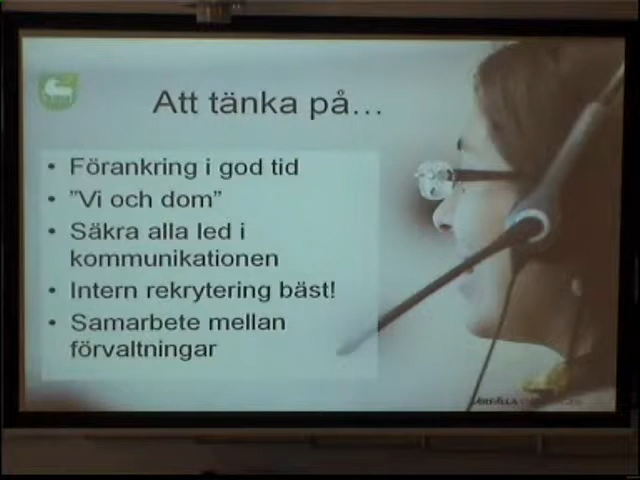 Att tänka på...
• Förankring i god tid
• ”Vi och dom”
• Säkra alla led i
kommunikationen
• Intern rekrytering bäst!
• Samarbete mellan
förvaltningar